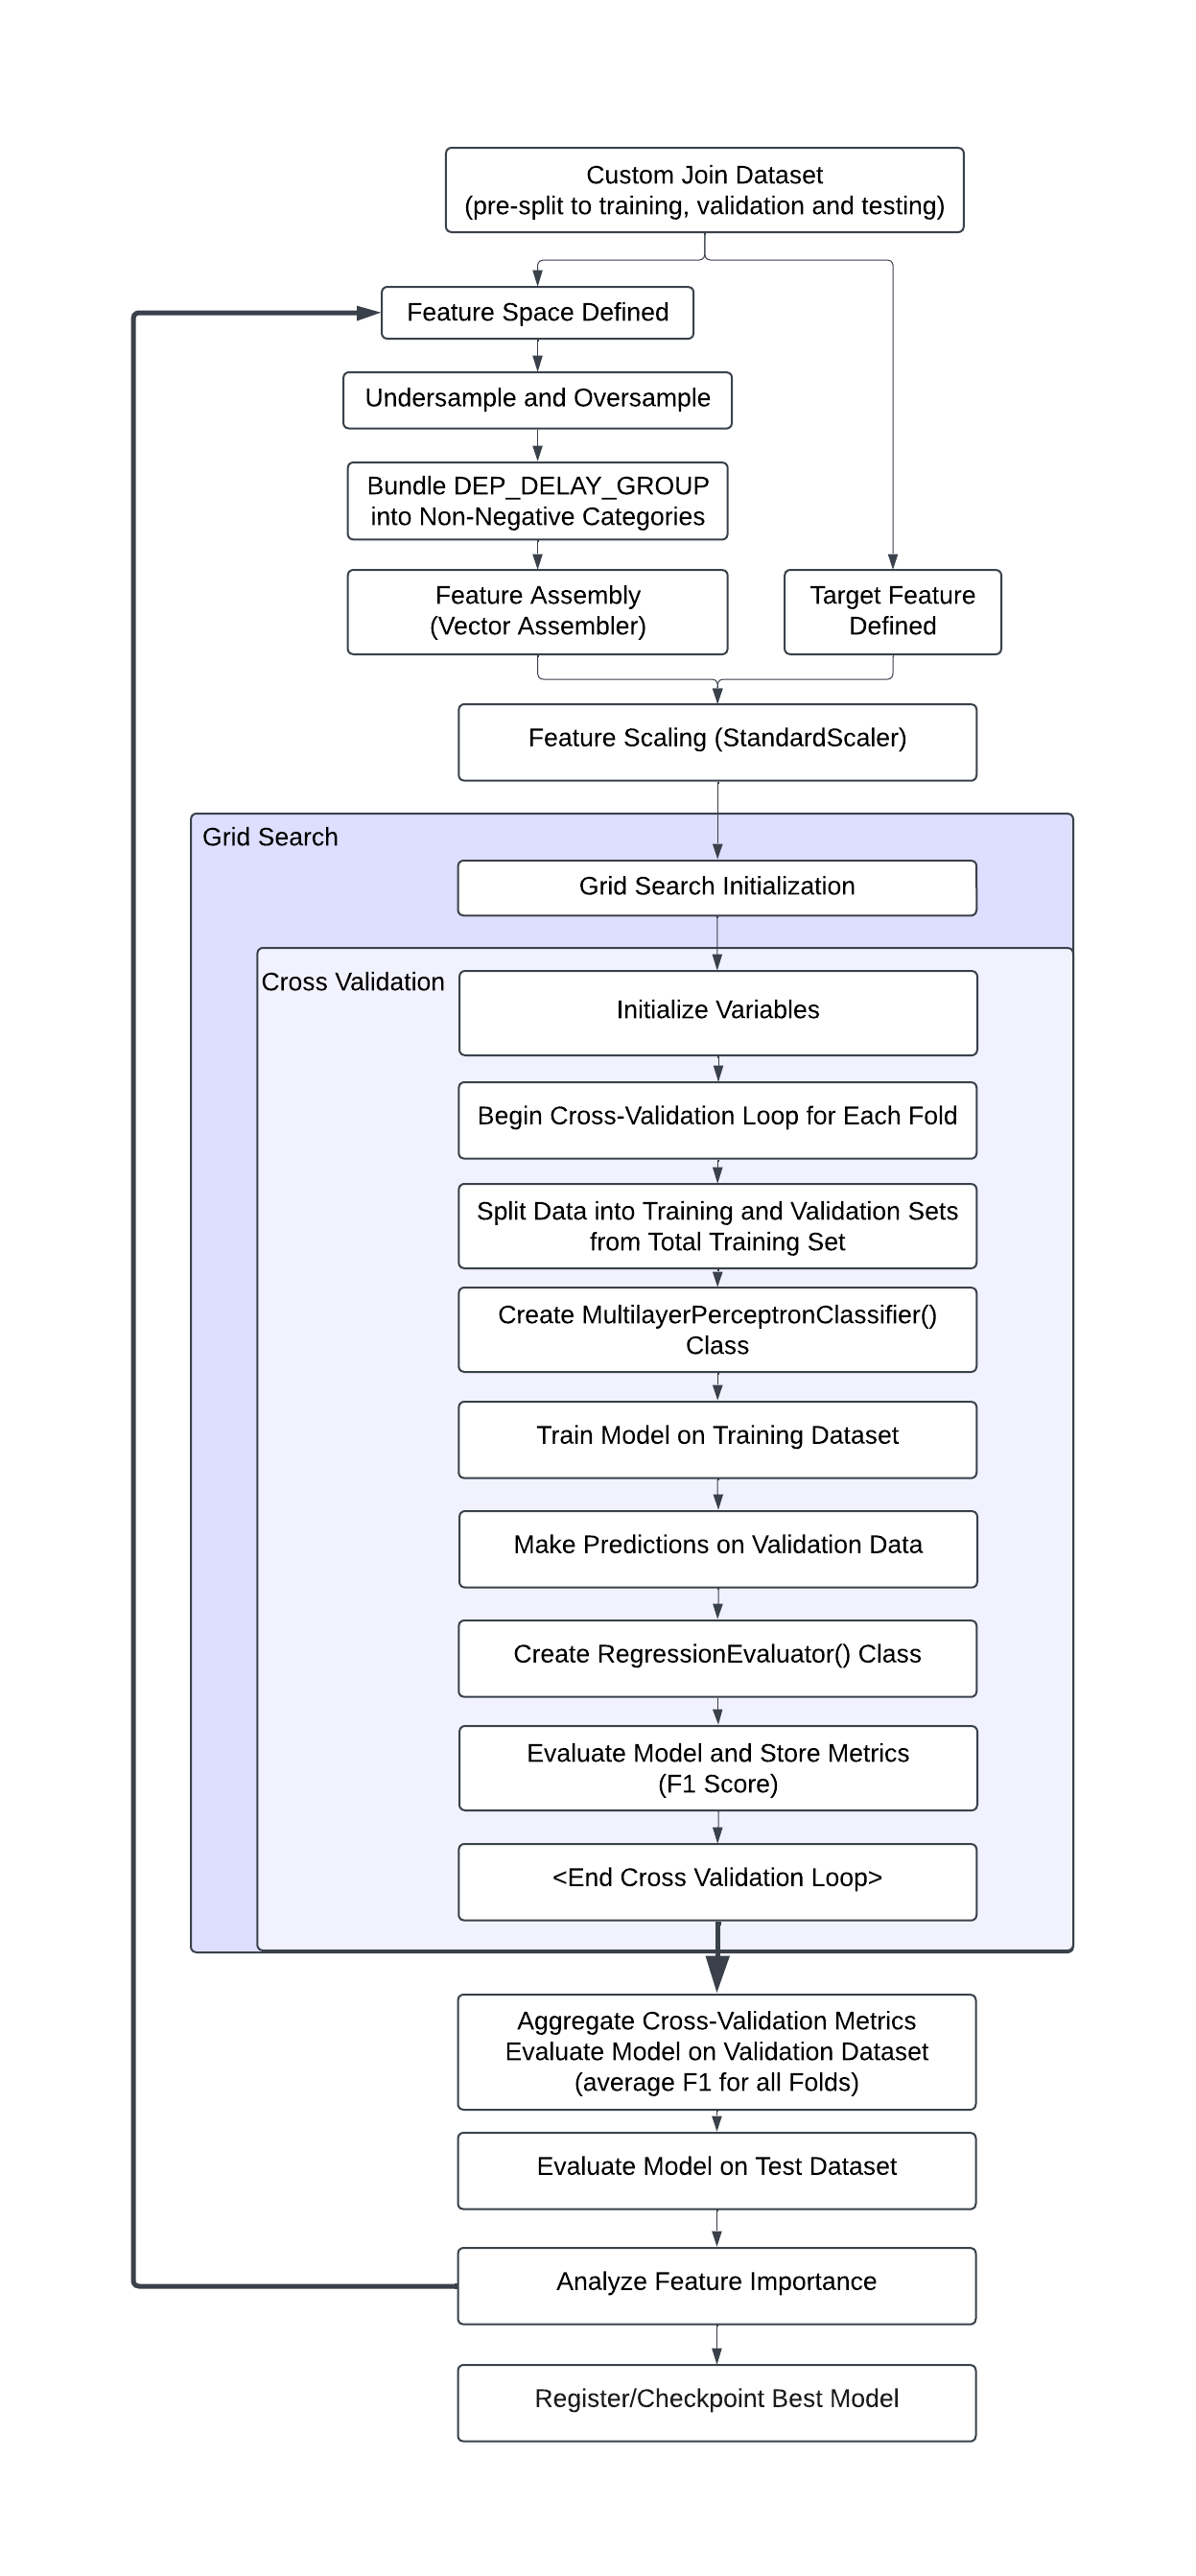 Custom Join Dataset
(pre-split to training, validation and testing)
Feature Space Defined
Undersample and Oversample
Bundle DEP_DELAY_GROUP
into Non-Negative Categories
Feature Assembly
(Vector Assembler)
Target Feature
Defined
Feature Scaling (StandardScaler)
Grid Search
Grid Search Initialization
Cross Validation
Initialize Variables
Begin Cross-Validation Loop for Each Fold
Split Data into Training and Validation Sets
from Total Training Set
Create MultilayerPerceptronClassifier()
Class
Train Model on Training Dataset
Make Predictions on Validation Data
Create RegressionEvaluator() Class
Evaluate Model and Store Metrics
(F1 Score)
<End Cross Validation Loop>
Aggregate Cross-Validation Metrics
Evaluate Model on Validation Dataset
(average F1 for all Folds)
Evaluate Model on Test Dataset
Analyze Feature Importance
Register/Checkpoint Best Model